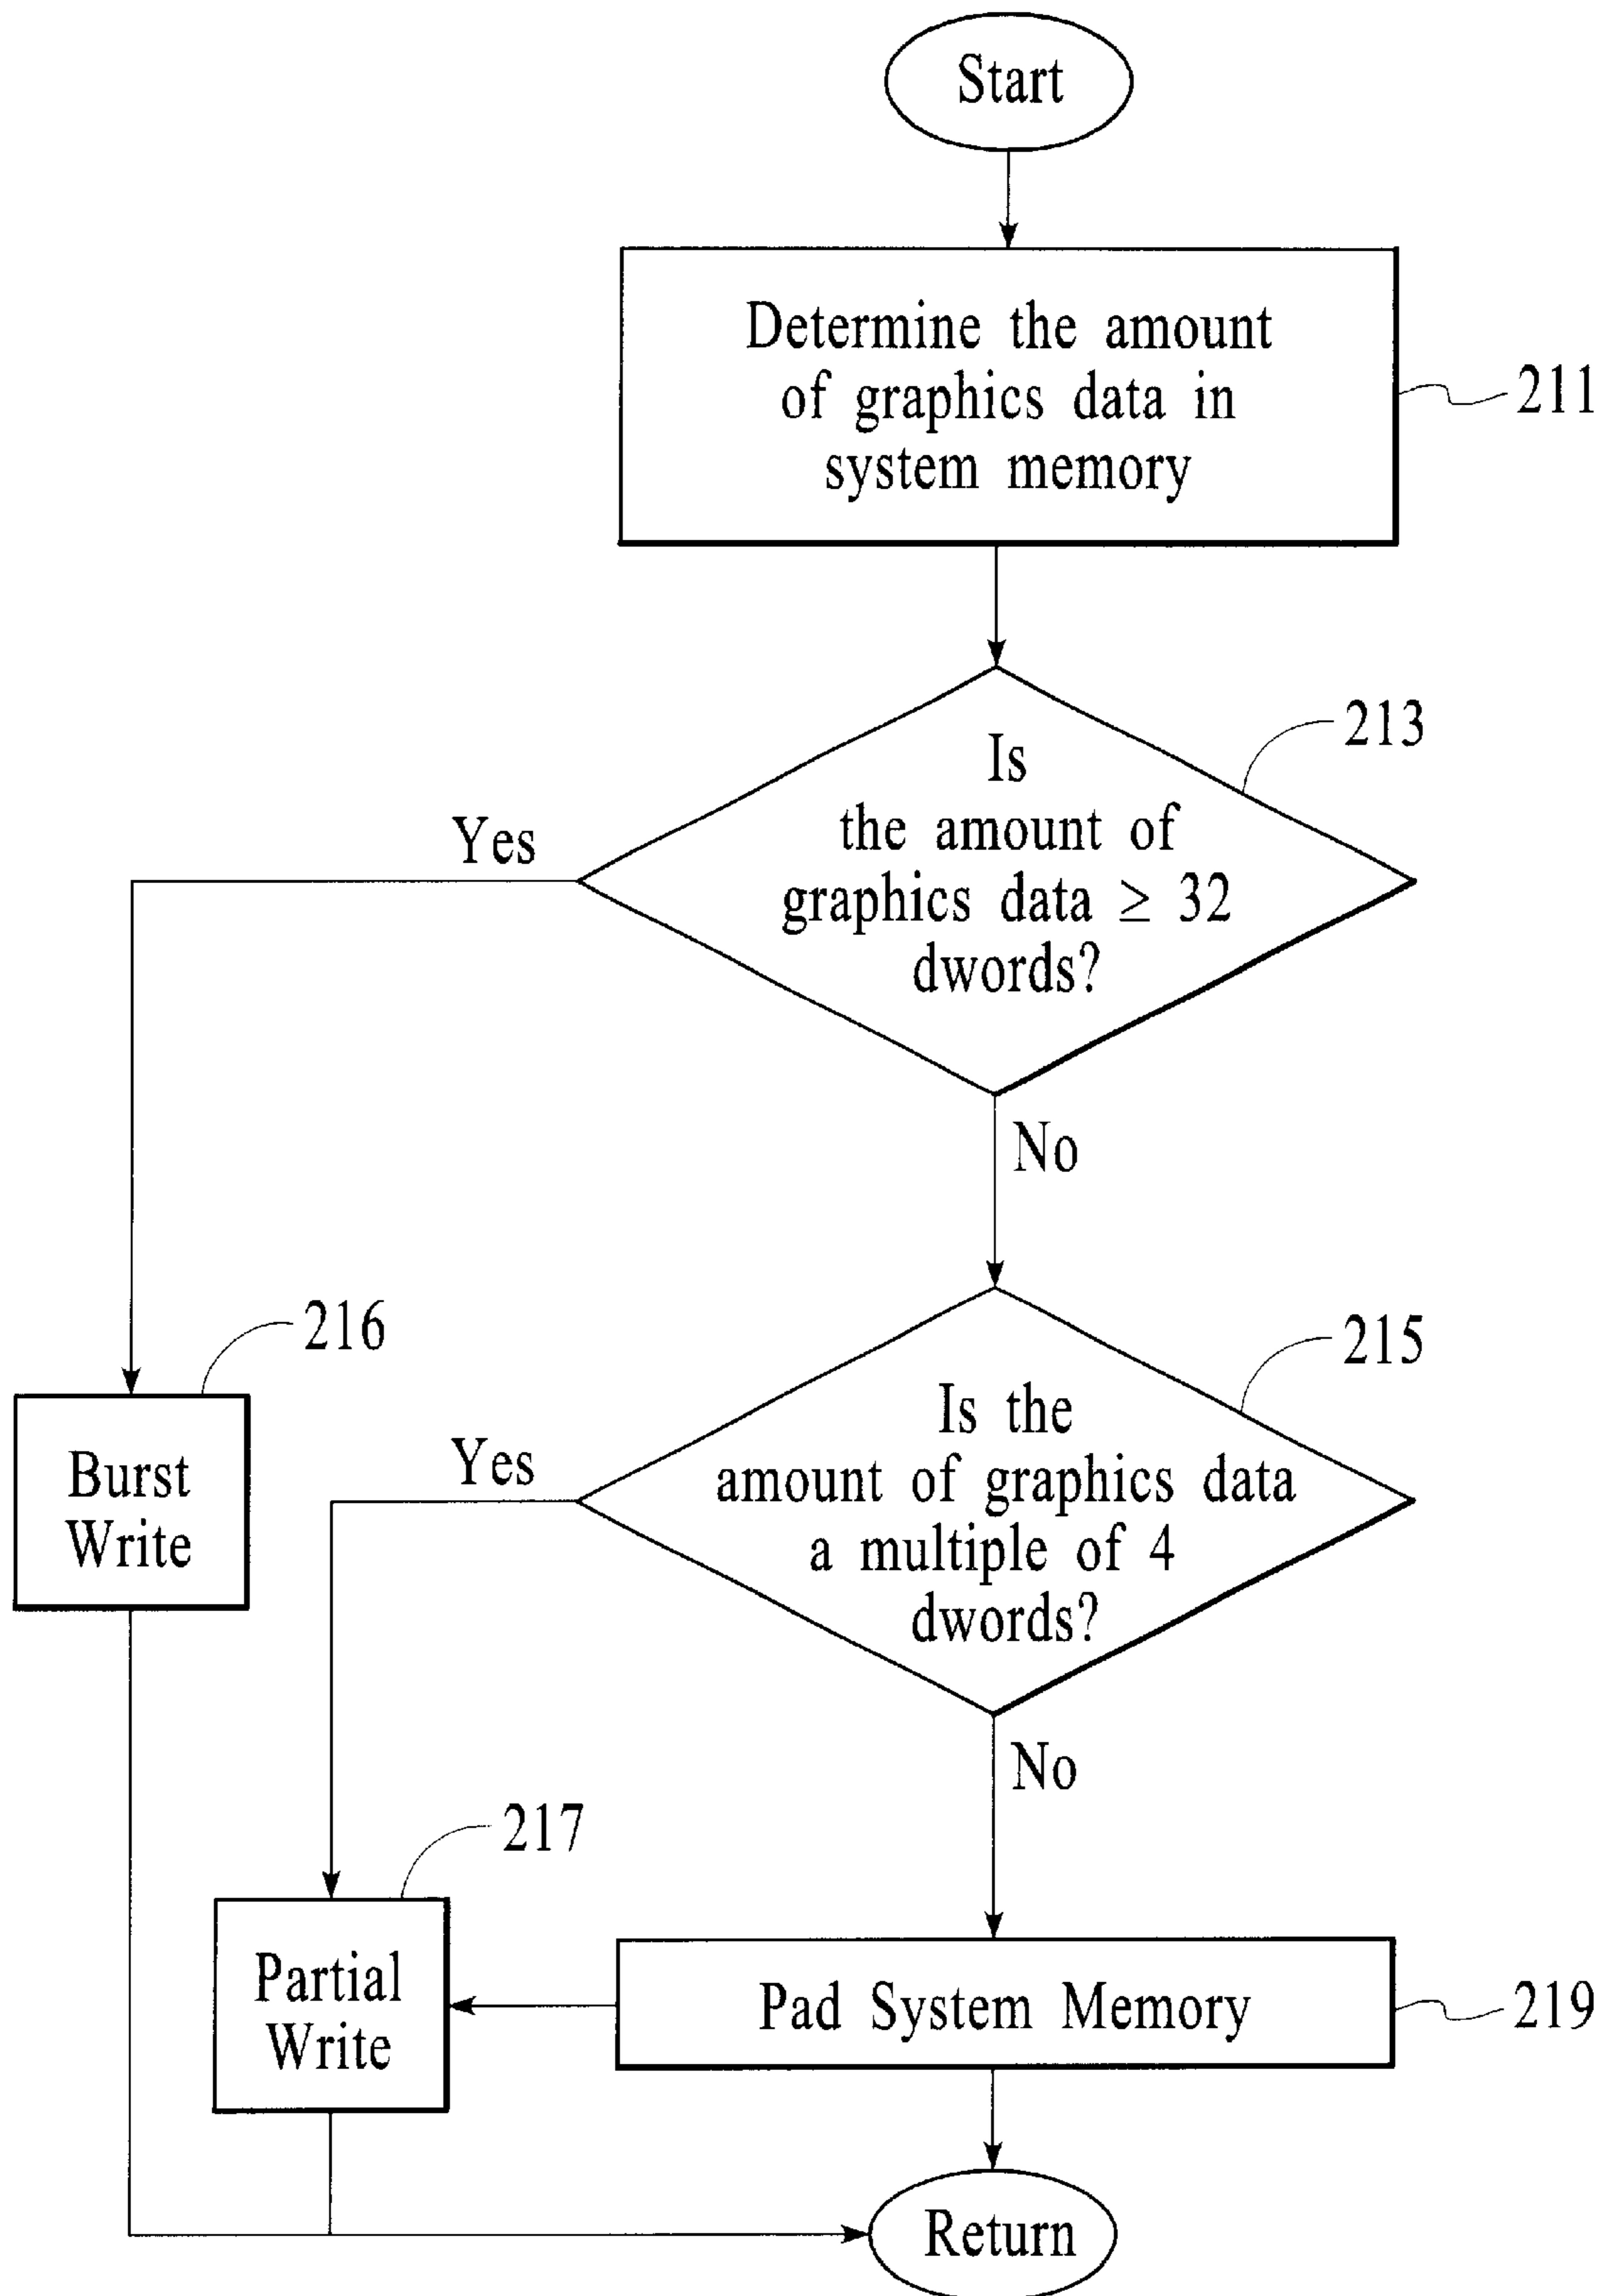 Start
Determine the amount
of graphics data in
system memory
211
213
Is
the amount of
graphics data ≥ 32
dwords?
Yes
No
216
Burst
Write
215
Is the
amount of graphics data
a multiple of 4
dwords?
Yes
No
217
Partial
Write
Pad System Memory
219
Return